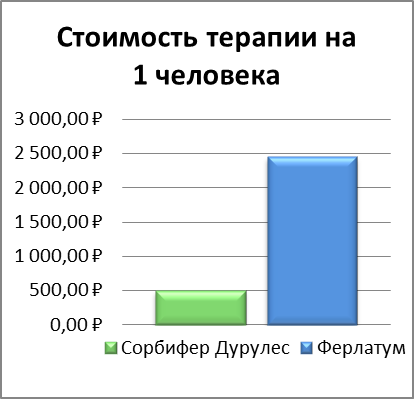 Стоимость терапии на
1 человека
3 000,00 ₽
2 500,00 ₽
2 000,00 ₽
1 500,00 ₽
1 000,00 ₽
500,00 ₽
0,00 ₽
Сорбифер Дурулес Ферлатум